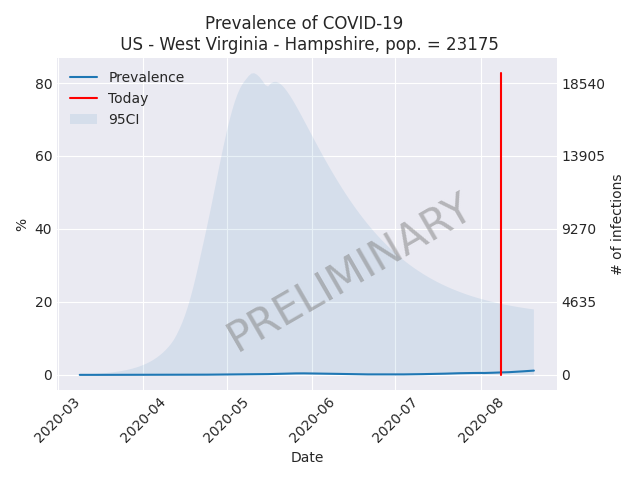 Prevalence of COVID-19
US - West Virginia - Hampshire, pop. = 23175
Prevalence
Today
95CI
80
60
40
20
0
%
18540
13905
9270
4635
0
# of infections
PRELIMINARY
2020-03
2020-04
2020-05
2020-06
2020-07
2020-08
Date